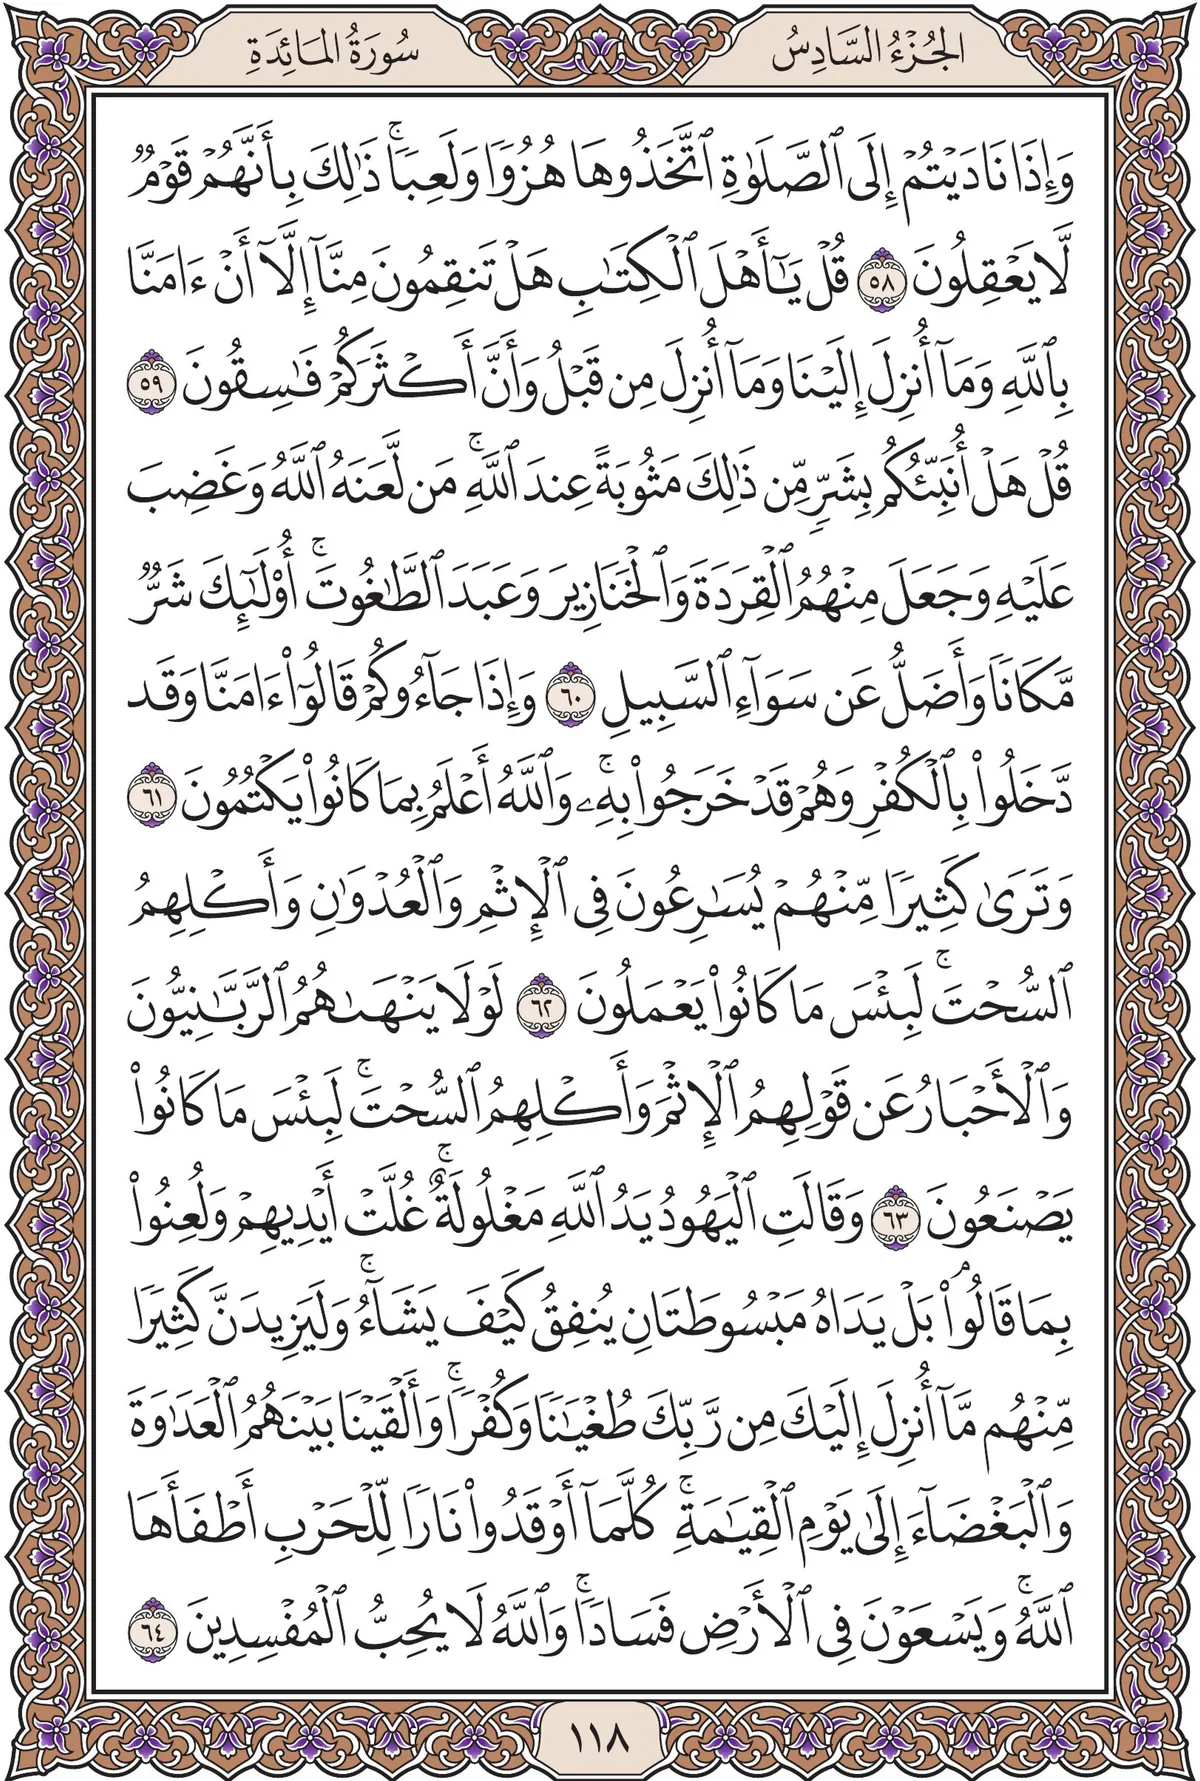 الجُزْءُ السَّادِسُ
سُورَةُ المَائِدَةِ
وَإِذَا نَادَيْتُمْ إِلَى ٱلصَّلَوٰةِ ٱتَّخَذُوهَا هُزُوًا وَلَعِبًا ۚ ذَٰلِكَ بِأَنَّهُمْ قَوْمٌ
لَّا يَعْقِلُونَ ٥٨ قُلْ يَـٰٓأَهْلَ ٱلْكِتَـٰبِ هَلْ تَنقِمُونَ مِنَّآ إِلَّآ أَنْ ءَامَنَّا
بِٱللَّهِ وَمَآ أُنزِلَ إِلَيْنَا وَمَآ أُنزِلَ مِن قَبْلُ وَأَنَّ أَكْثَرَكُمْ فَـٰسِقُونَ ٥٩
قُلْ هَلْ أُنَبِّئُكُم بِشَرٍّ مِّن ذَٰلِكَ مَثُوبَةً عِندَ ٱللَّهِ ۚ مَن لَّعَنَهُ ٱللَّهُ وَغَضِبَ
عَلَيْهِ وَجَعَلَ مِنْهُمُ ٱلْقِرَدَةَ وَٱلْخَنَازِيرَ وَعَبَدَ ٱلطَّـٰغُوتَ ۚ أُو۟لَـٰٓئِكَ شَرٌّ
مَّكَانًا وَأَضَلُّ عَن سَوَآءِ ٱلسَّبِيلِ ٦٠ وَإِذَا جَآءُوكُمْ قَالُوٓا۟ ءَامَنَّا وَقَد
دَّخَلُوا۟ بِٱلْكُفْرِ وَهُمْ قَدْ خَرَجُوا۟ بِهِۦ ۚ وَٱللَّهُ أَعْلَمُ بِمَا كَانُوا۟ يَكْتُمُونَ ٦١
وَتَرَىٰ كَثِيرًا مِّنْهُمْ يُسَـٰرِعُونَ فِى ٱلْإِثْمِ وَٱلْعُدْوَٰنِ وَأَكْلِهِمُ
ٱلسُّحْتَ ۚ لَبِئْسَ مَا كَانُوا۟ يَعْمَلُونَ ٦٢ لَوْلَا يَنْهَىٰهُمُ ٱلرَّبَّـٰنِيُّونَ
وَٱلْأَحْبَارُ عَن قَوْلِهِمُ ٱلْإِثْمَ وَأَكْلِهِمُ ٱلسُّحْتَ ۚ لَبِئْسَ مَا كَانُوا۟
يَصْنَعُونَ ٦٣ وَقَالَتِ ٱلْيَهُودُ يَدُ ٱللَّهِ مَغْلُولَةٌ ۚ غُلَّتْ أَيْدِيهِمْ وَلُعِنُوا۟
بِمَا قَالُوا۟ ۘ بَلْ يَدَاهُ مَبْسُوطَتَانِ يُنفِقُ كَيْفَ يَشَآءُ ۚ وَلَيَزِيدَنَّ كَثِيرًا
مِّنْهُم مَّآ أُنزِلَ إِلَيْكَ مِن رَّبِّكَ طُغْيَـٰنًا وَكُفْرًا ۚ وَأَلْقَيْنَا بَيْنَهُمُ ٱلْعَدَٰوَةَ
وَٱلْبَغْضَآءَ إِلَىٰ يَوْمِ ٱلْقِيَـٰمَةِ ۚ كُلَّمَآ أَوْقَدُوا۟ نَارًا لِّلْحَرْبِ أَطْفَأَهَا
ٱللَّهُ ۚ وَيَسْعَوْنَ فِى ٱلْأَرْضِ فَسَادًا ۚ وَٱللَّهُ لَا يُحِبُّ ٱلْمُفْسِدِينَ ٦٤
١١٨